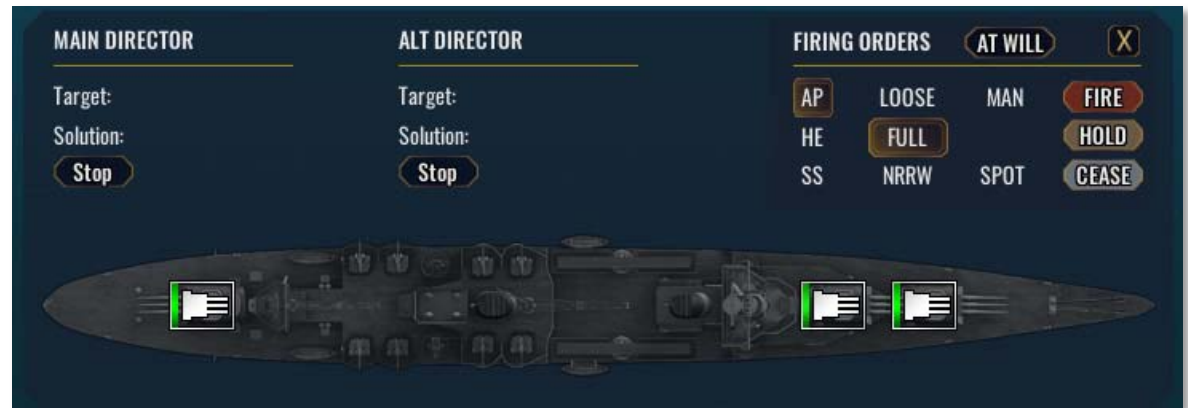 MAIN DIRECTOR
Target:
Solution:
Stop
ALT DIRECTOR
Target:
Solution:
Stop
FIRING ORDERS AT WILL X
AP LOOSE MAN FIRE
HE FULL HOLD
SS NRRW SPOT CEASE